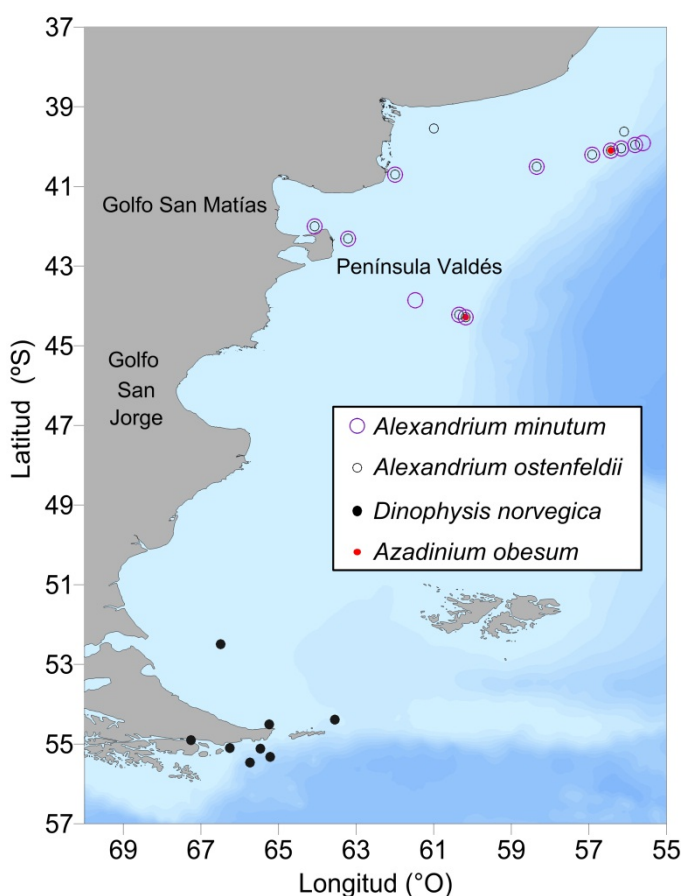 37
39
41
43
45
47
49
51
53
55
57
Latitud (ºS)
Golfo San Matías
Península Valdés
Golfo
San
Jorge
Alexandrium minutum
Alexandrium ostenfeldii
Dinophysis norvegica
Azadinium obesum
69 67 65 63 61 59 57 55
Longitud (°O)